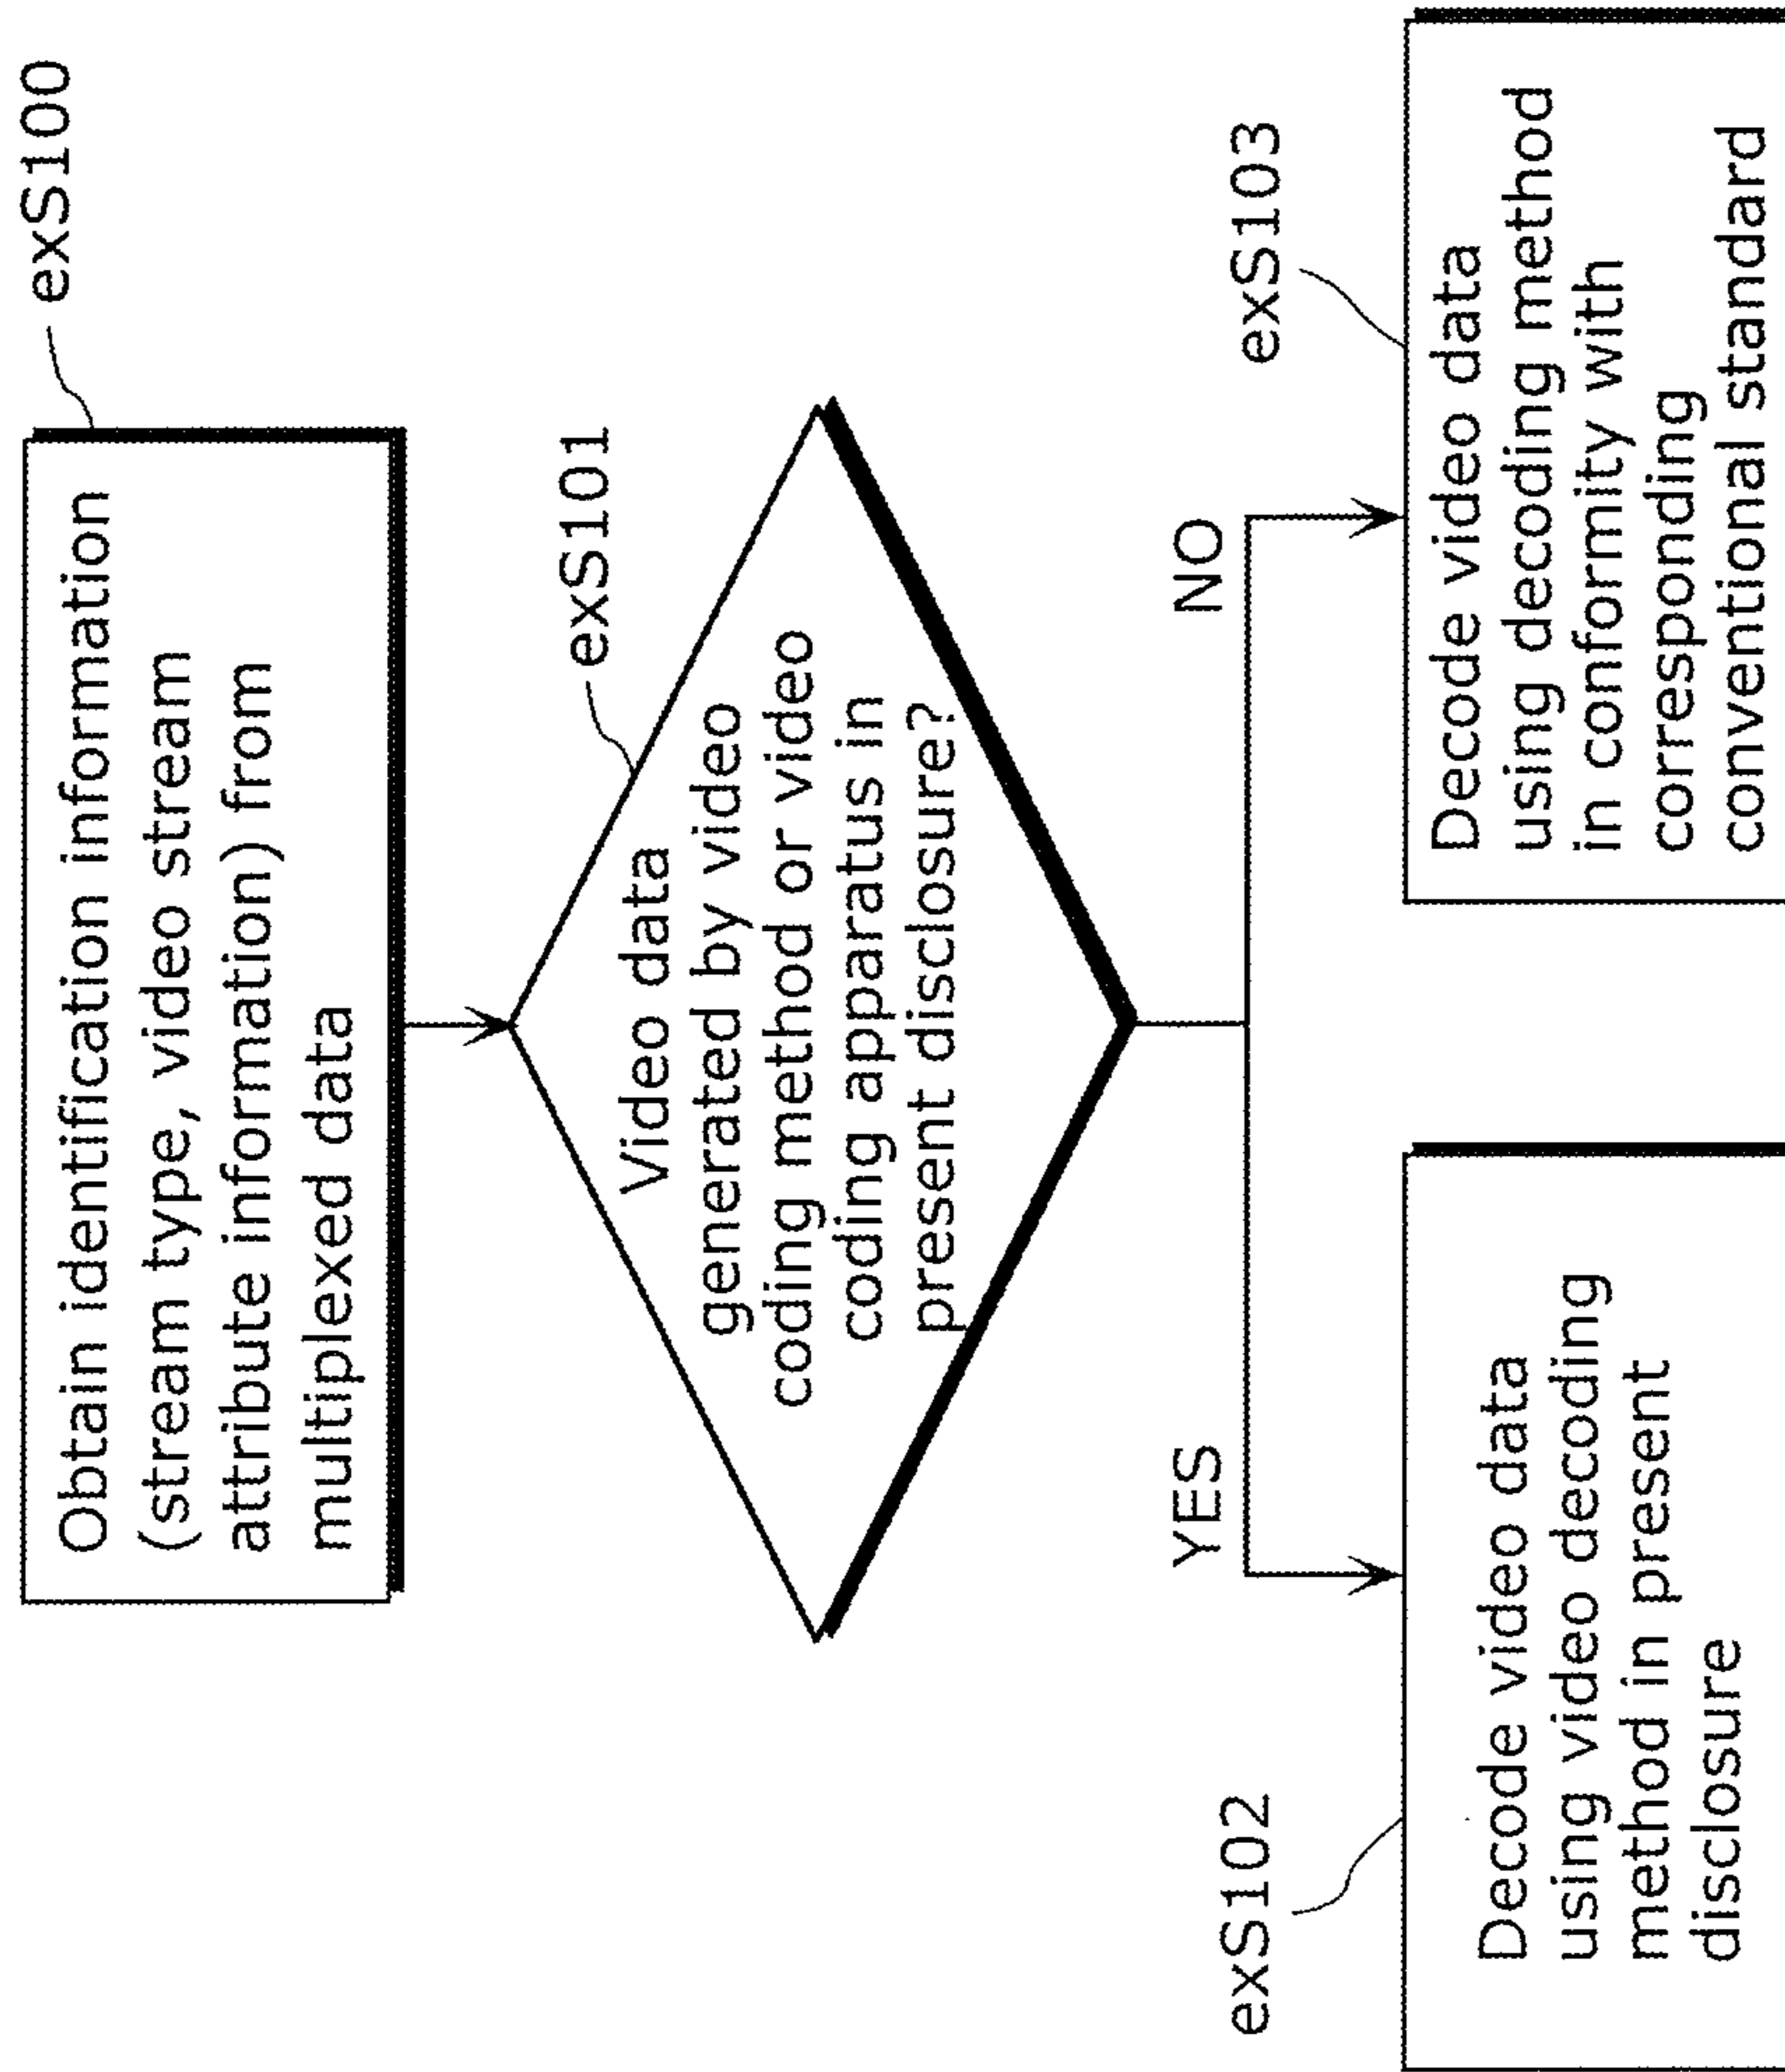 exS100
Obtain identification information
(stream type, video stream
attribute information) from
multiplexed data
exS101
Video data
generated by video
coding method or video
coding apparatus in
present disclosure?
YES
NO
exS102
Decode video data
using video decoding
method in present
disclosure
exS103
Decode video data
using decoding method
in conformity with
corresponding
conventional standard